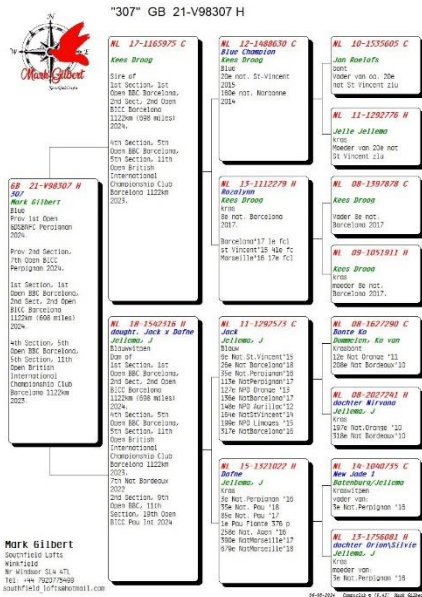 "307" GB 21-V98307 H
Mark Gilbert
GB 21-V98307 H
307
Mark Gilbert
Blue
Prov 1st Open
Perpignan
2024.
Prov 2nd Section,
7th Open BICC
Perpignan 2024.
1st Section, 1st
Open BBC Barcelona,
2nd Sect, 2nd Open
BICC Barcelona
1122km (698 miles)
2024.
4th Section, 5th
Open BBC Barcelona,
5th Section, 11th
Open British
International
Championship Club
Barcelona 1122km
2023
NL 17-1165975 C
Kees Droog
Sire of
1st Section, 1st
Open BBC Barcelona,
2nd Sect, 2nd Open
BICC Barcelona
1122km (698 miles)
2024.
4th Section, 5th
Open BBC Barcelona,
5th Section, 11th
Open British
International
Championship Club
Barcelona 1122km
2023.
NL 18-1542316 H
daught. Jack x Dafne
Jellema, J
Blauwwitpen
Dam of
1st Section, 1st
Open BBC Barcelona,
2nd Sect, 2nd Open
BICC Barcelona
1122km (698 miles)
2024.
4th Section, 5th
Open BBC Barcelona,
5th Section, 11th
Open British
International
Championship Club
Barcelona 1122km
2023.
7th Nat Bordeaux
2022
2nd Section, 9th
Open BBC, 11th
Section, 19th Open
BICC Pau Int 2024
NL 12-1488630 C
Blue Champion
Kees Droog
Blue
20e nat. St-Vincent
2015
160e nat. Narbonne
2014
NL 13-1112279 H
Rozalynn
Kees Droog
kras
8e nat. Barcelona
2017.
Barcelona'17 1e fcl
st Vincent'15 41e fc
Marseille'16 17e fcl
NL 11-1292573 C
Jack
Jellema, J
Blauw
6e Nat.St.Vincent'15
26e Nat Barcelona'18
35e Nat.Perpignan'18
113e NatPerpignan'17
127e NPO Orange '13
136e NatBarcelona'17
148e NPO Aurillac'12
164e NatStVincent'14
199e NPO Limoges '15
317e NatBarcelona'16
NL 15-1321022 H
Dafne
Jellema, J
Kras
3e Nat.Perpignan '18
35e Nat. Pau '18
85e Nat. Pau '17
1e Pau Fionte 376 p
258e Nat. Agen '18
390e NatMarseille'17
679e NatMarseille'18
NL 10-1535605 C
Jan Roelofs
bont
Vader van oa. 20e
nat St Vincent zlu
NL 11-1292776 H
Jelle Jellema
kras
Moeder van 20e nat
St Vincent zlu
NL 08-1397878 C
Kees Droog
Vader 8e nat.
Barcelona 2017
NL 09-1051911 H
Kees Droog
kras
moeder 8e nat.
Barcelona 2017.
NL 08-1627290 C
Bonte Ko
Dommelen, Ko van
Krasbont
12e Nat Orange '11
208e Nat Bordeaux'10
NL 08-2027241 H
dochter Nirvana
Jellema, J
Kras
197e Nat.Orange '10
318e Nat Bordeaux'10
NL 14-1040735 C
New Jade 1
Batenburg/Jellema
Kraswitpen
vader van:
3e Nat.Perpignan '18
NL 13-1756081 H
dochter Orion\Silvie
Jellema, J
Kras
moeder van:
3e Nat.Perpignan '18
Mark Gilbert
Southfield Lofts
Winkfield
Nr Windsor SL4 4TL
Tel: +44 7920775499
southfield_lofts@hotmail.com